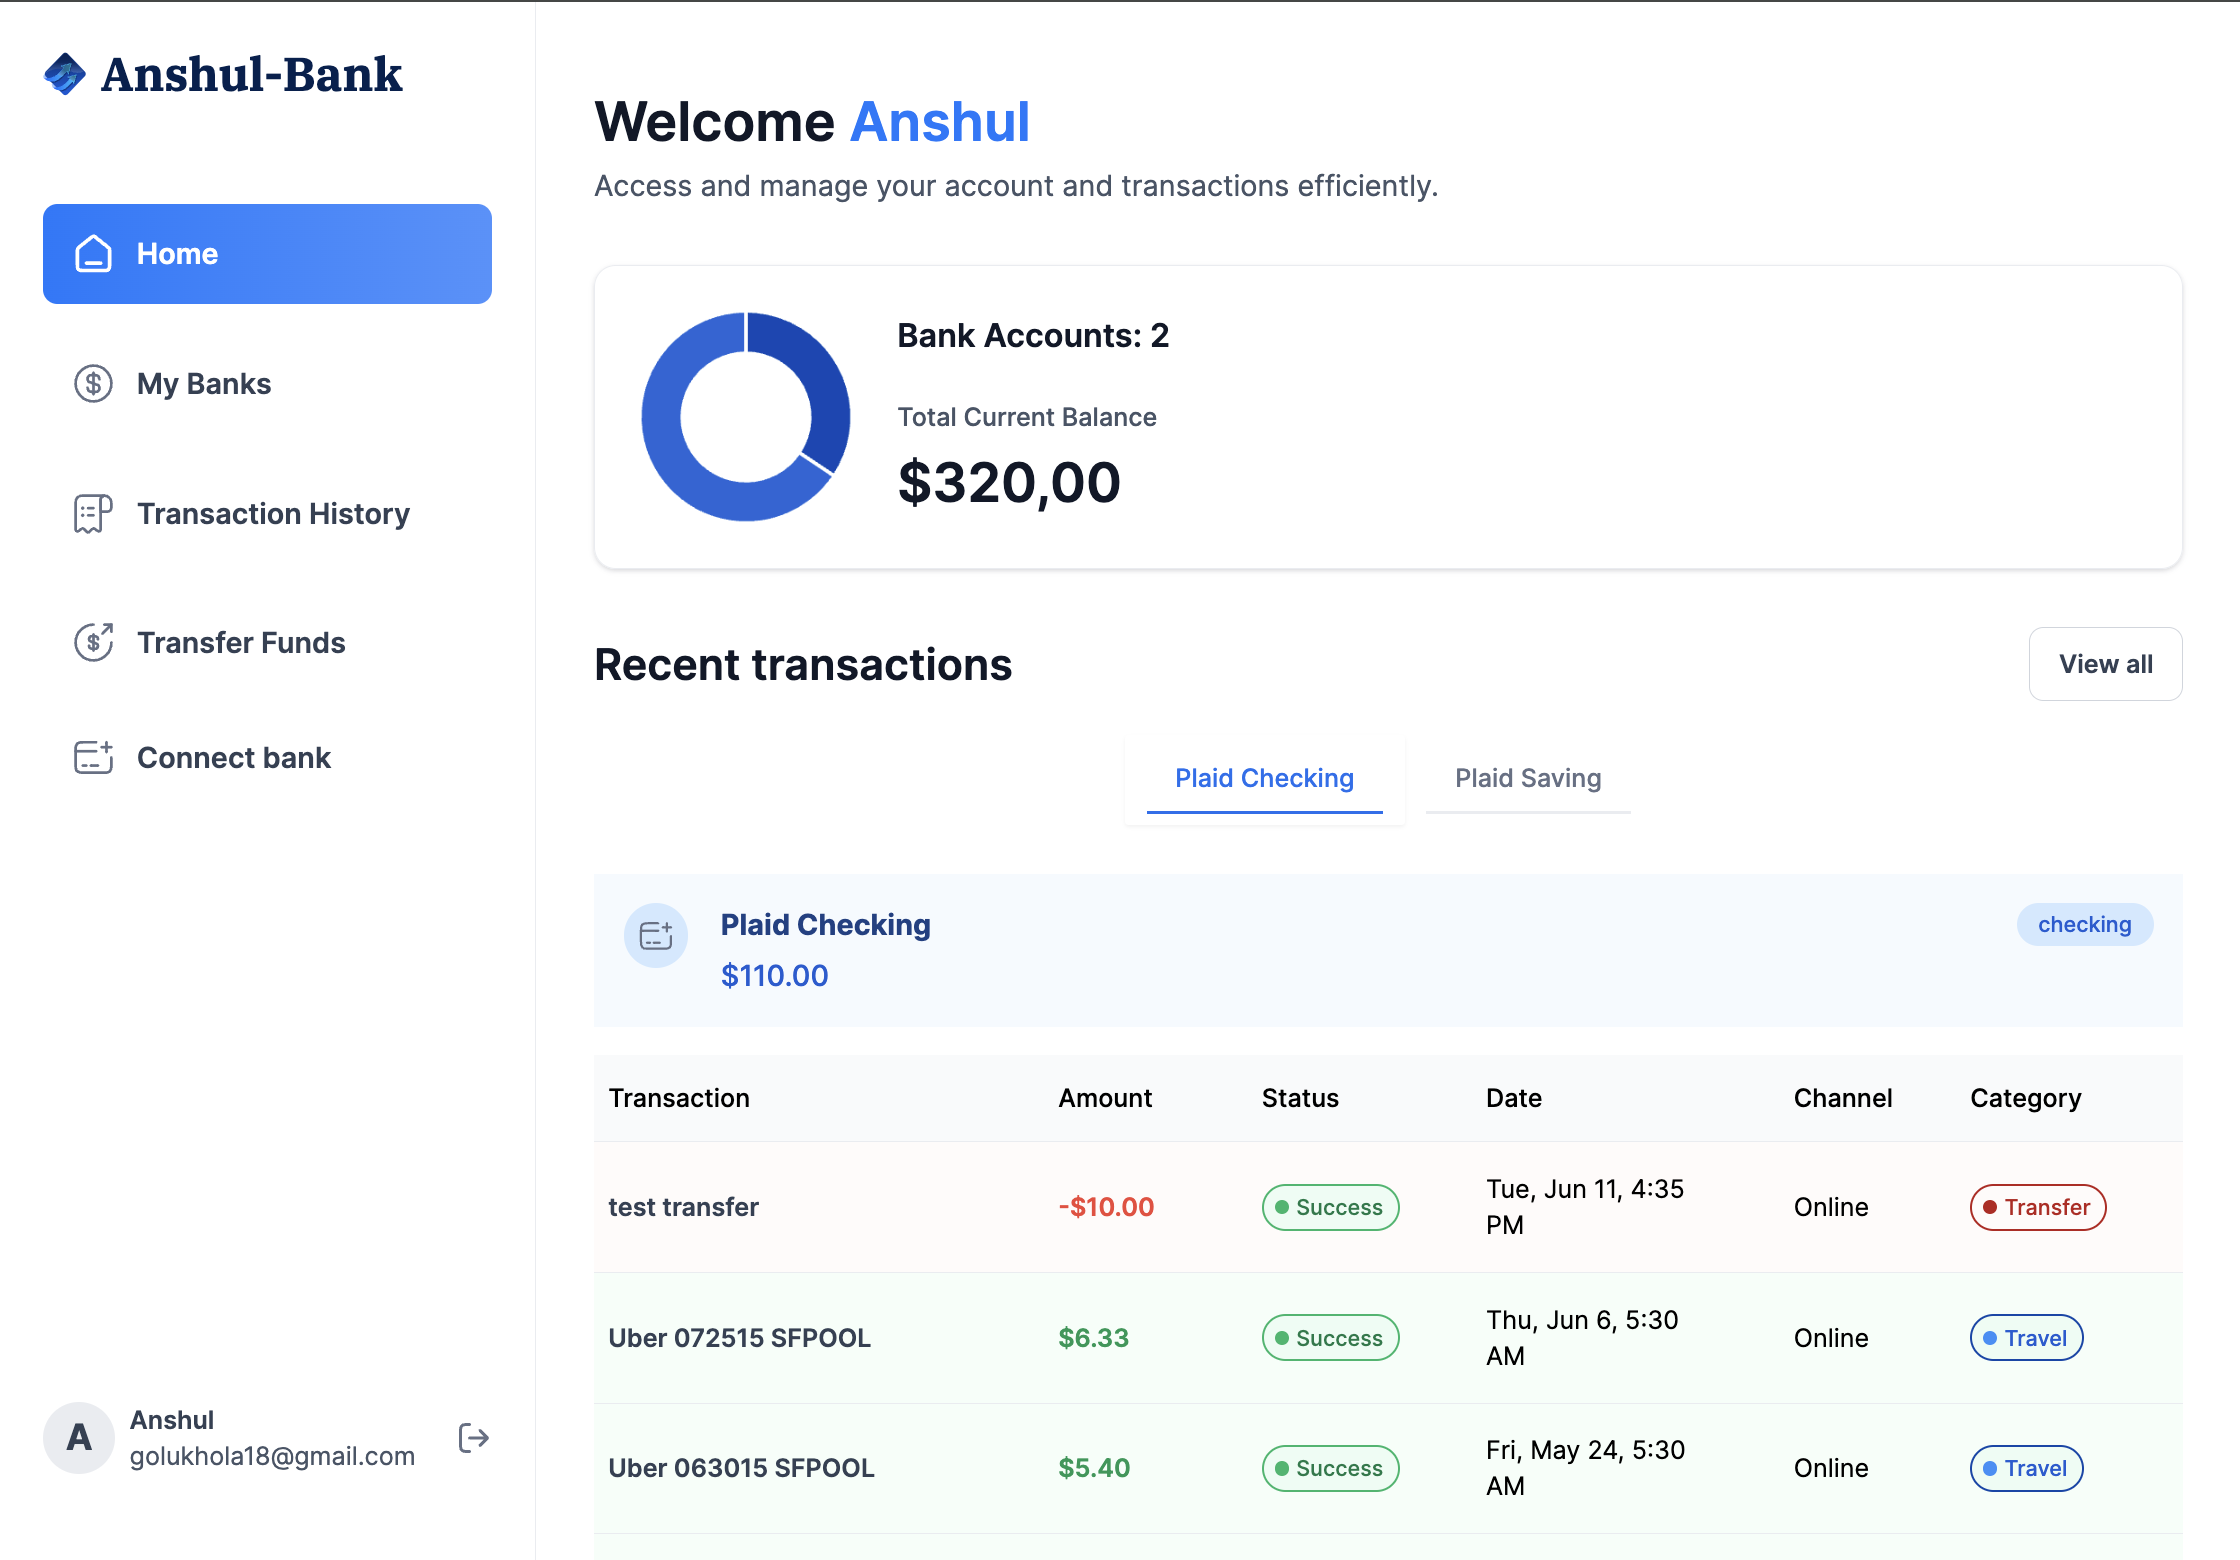 Anshul-Bank
Home
My Banks
Transaction History
Transfer Funds
Connect bank
A
Anshul
golukhola18@gmail.com
Welcome Anshul
Access and manage your account and transactions efficiently.
Bank Accounts: 2
Total Current Balance
$320,00
Recent transactions
View all
Plaid Checking
Plaid Saving
Plaid Checking
checking
$110.00
Transaction Amount Status Date Channel Category
test transfer -$10.00 Success Tue, Jun 11, 4:35 PM Online Transfer
Uber 072515 SFPOOL $6.33 Success Thu, Jun 6, 5:30 AM Online Travel
Uber 063015 SFPOOL $5.40 Success Fri, May 24, 5:30 AM Online Travel